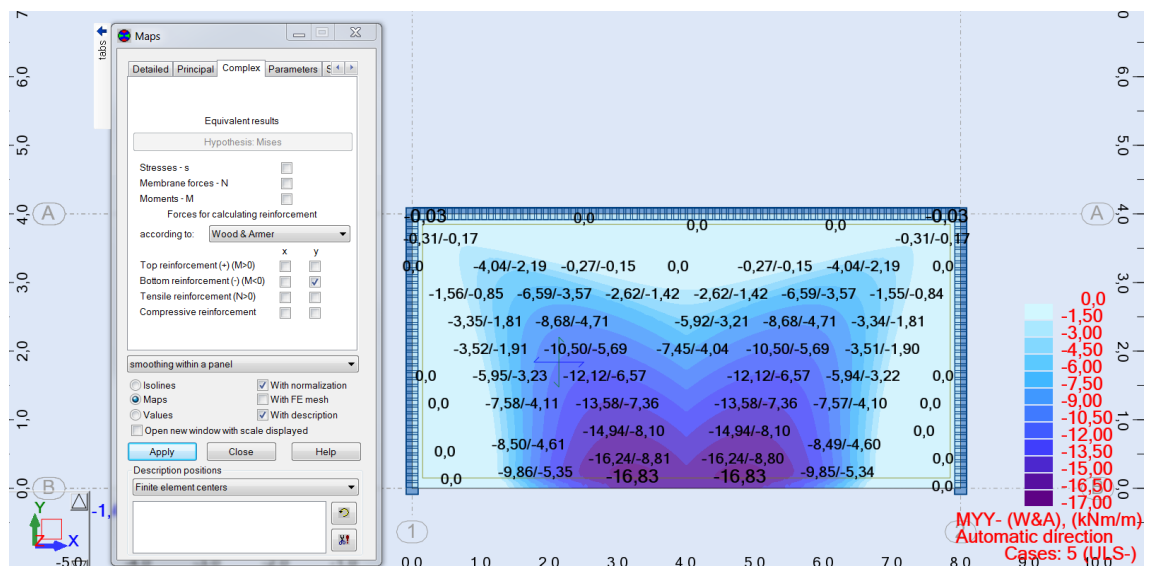 Maps
tabs
Detailed Principal Complex Parameters
Equivalent results
Hypothesis: Mises
Stresses - s
Membrane forces - N
Moments - M
Forces for calculating reinforcement
according to: Wood & Armer
x y
Top reinforcement (+) (M>0)
Bottom reinforcement (-) (M<0)
Tensile reinforcement (N>0)
Compressive reinforcement
smoothing within a panel
Isolines With normalization
Maps With FE mesh
Values With description
Open new window with scale displayed
Apply Close Help
Description positions
Finite element centers
7
6,0
5,0
4,0 A
3,0
2,0
1,0
0,0 B
Y
X
-0,03 0,0 0,0 0,0 -0,03
-0,31/-0,17 -0,31/-0,17
0,0 -4,04/-2,19 -0,27/-0,15 0,0 -0,27/-0,15 -4,04/-2,19 0,0
-1,56/-0,85 -6,59/-3,57 -2,62/-1,42 -2,62/-1,42 -6,59/-3,57 -1,55/-0,84
-3,35/-1,81 -8,68/-4,71 -5,92/-3,21 -8,68/-4,71 -3,34/-1,81
-3,52/-1,91 -10,50/-5,69 -7,45/-4,04 -10,50/-5,69 -3,51/-1,90
0,0 -5,95/-3,23 -12,12/-6,57 -12,12/-6,57 -5,94/-3,22 0,0
0,0 -7,58/-4,11 -13,58/-7,36 -13,58/-7,36 -7,57/-4,10 0,0
-14,94/-8,10 -14,94/-8,10 0,0
0,0 -8,50/-4,61 -8,49/-4,60
-16,24/-8,81 -16,24/-8,80 0,0
0,0 -9,86/-5,35 -16,83 -16,83 -9,85/-5,34 0,0
1
0,0 1,0 2,0 3,0 4,0 5,0 6,0 7,0 8,0 9,0 10,0
0
6,0
5,0
A 4,0
3,0
2,0
1,0
0,0
0,0
-1,50
-3,00
-4,50
-6,00
-7,50
-9,00
-10,50
-12,00
-13,50
-15,00
-16,50
-17,00
MYY- (W&A), (kNm/m)
Automatic direction
Cases: 5 (ULS-)